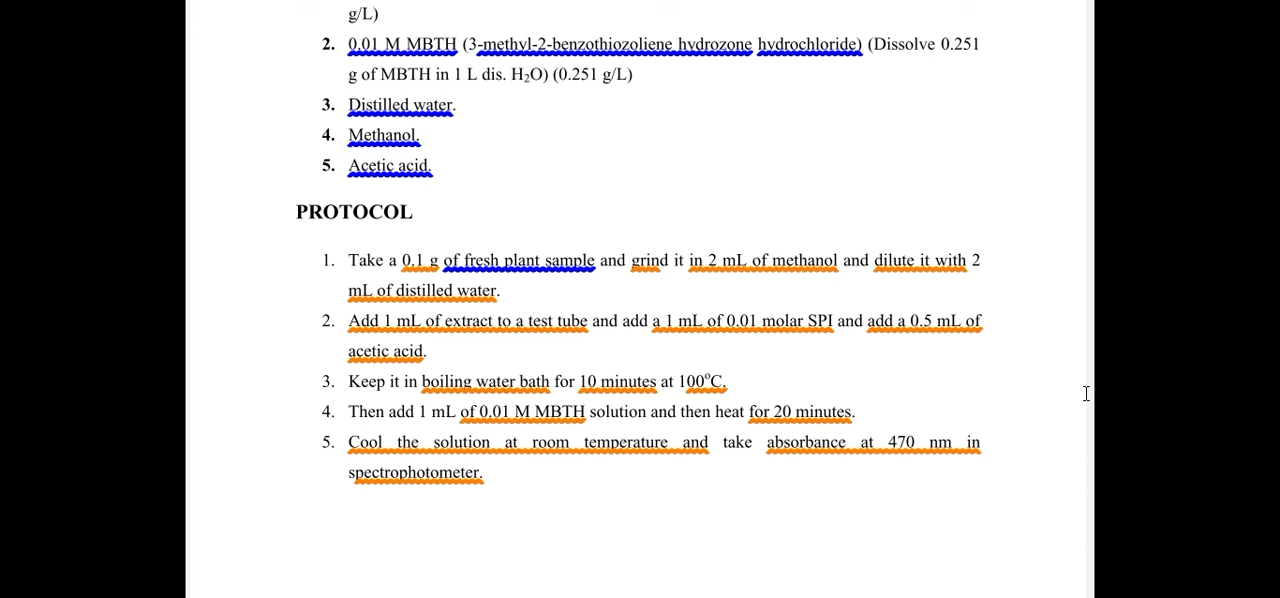 g/L)
2. 0.01 M MBTH (3-methyl-2-benzothiozoliene hydrozone hydrochloride) (Dissolve 0.251
g of MBTH in 1 L dis. H₂O) (0.251 g/L)
3. Distilled water.
4. Methanol.
5. Acetic acid.
PROTOCOL
1. Take a 0.1 g of fresh plant sample and grind it in 2 mL of methanol and dilute it with 2
mL of distilled water.
2. Add 1 mL of extract to a test tube and add a 1 mL of 0.01 molar SPI and add a 0.5 mL of
acetic acid.
3. Keep it in boiling water bath for 10 minutes at 100°C.
4. Then add 1 mL of 0.01 M MBTH solution and then heat for 20 minutes.
5. Cool the solution at room temperature and take absorbance at 470 nm in
spectrophotometer.